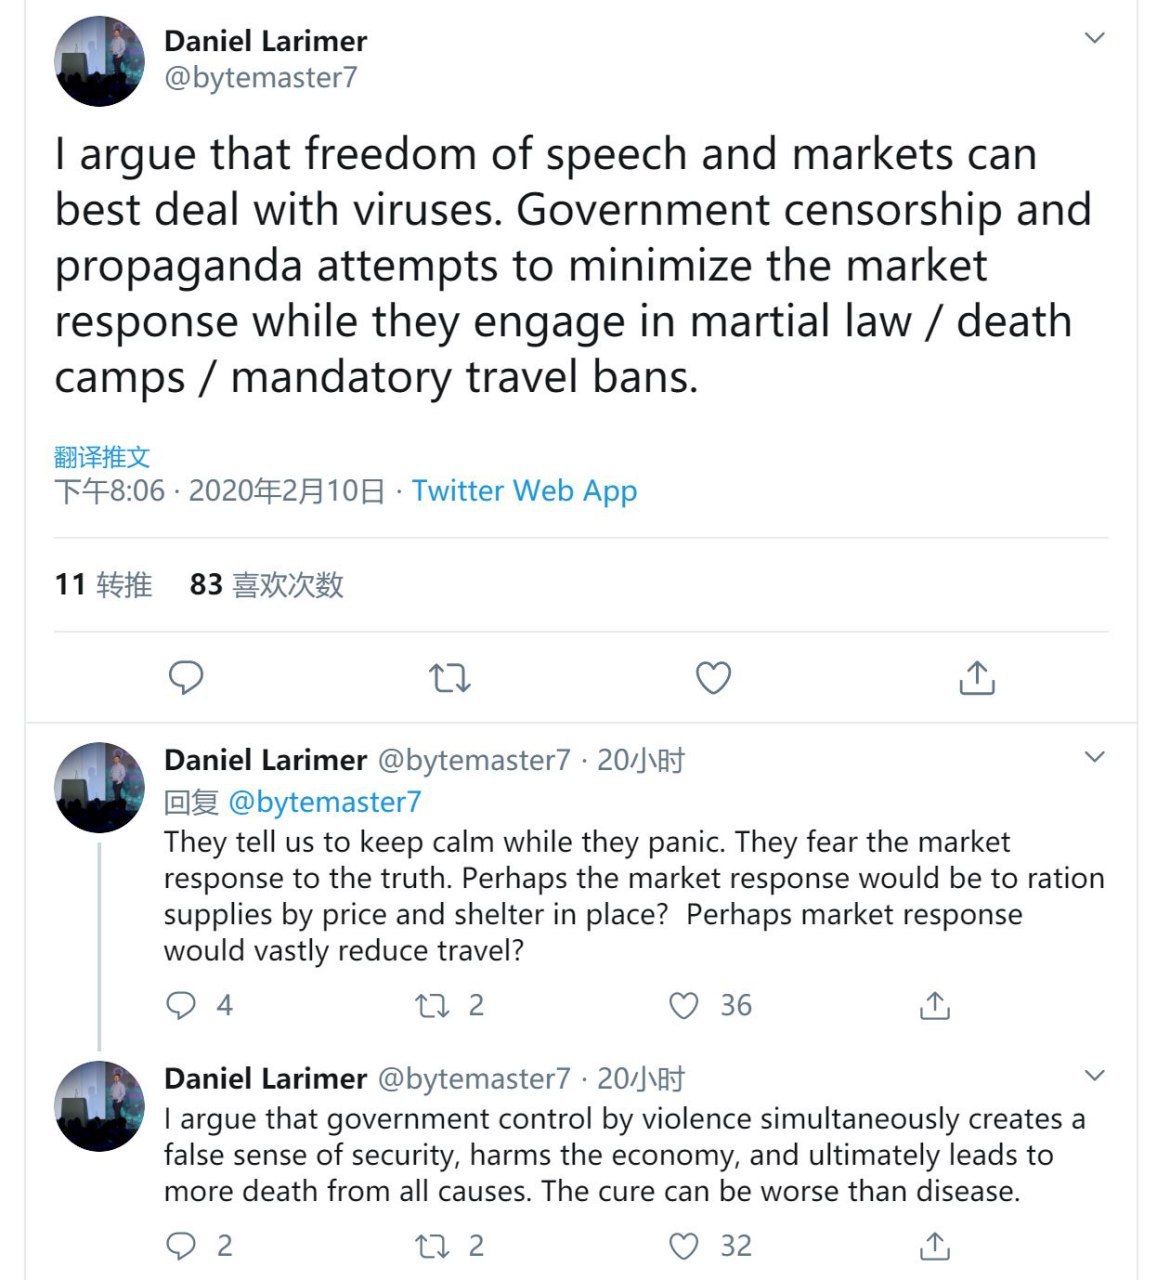 Daniel Larimer
@bytemaster7
I argue that freedom of speech and markets can
best deal with viruses. Government censorship and
propaganda attempts to minimize the market
response while they engage in martial law / death
camps / mandatory travel bans.
翻译推文
下午8:06 · 2020年2月10日 · Twitter Web App
11 转推 83 喜欢次数
Daniel Larimer @bytemaster7 · 20小时
回复 @bytemaster7
They tell us to keep calm while they panic. They fear the market
response to the truth. Perhaps the market response would be to ration
supplies by price and shelter in place? Perhaps market response
would vastly reduce travel?
4 2 36
Daniel Larimer @bytemaster7 · 20小时
I argue that government control by violence simultaneously creates a
false sense of security, harms the economy, and ultimately leads to
more death from all causes. The cure can be worse than disease.
2 2 32